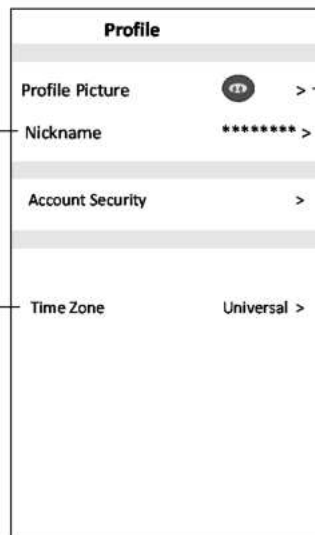 Profile
Profile Picture >
Nickname ******** >
Account Security >
Time Zone Universal >